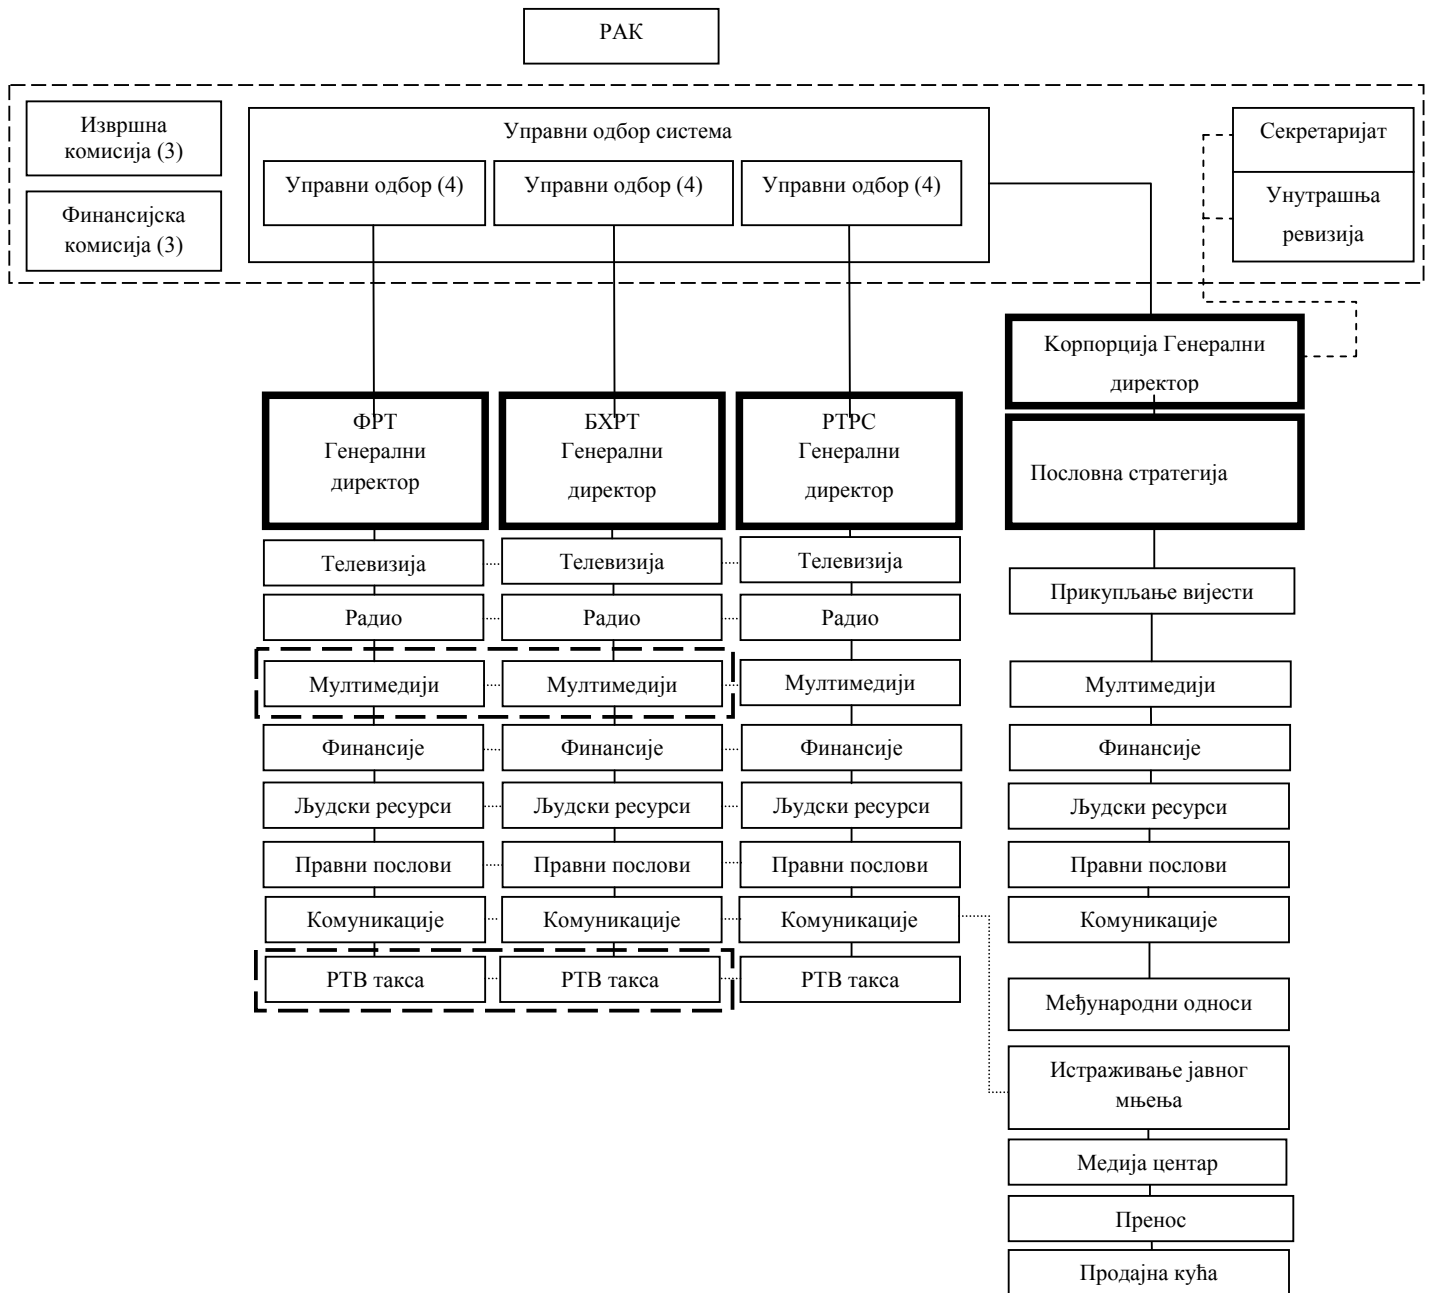 РАК
Извршна
комисија (3)
Финансијска
комисија (3)
Управни одбор система
Управни одбор (4)
Управни одбор (4)
Управни одбор (4)
Секретаријат
Унутрашња
ревизија
Корпорција Генерални
директор
Пословна стратегија
ФРТ
Генерални
директор
БХРТ
Генерални
директор
РТРС
Генерални
директор
Телевизија
Телевизија
Телевизија
Прикупљање вијести
Радио
Радио
Радио
Мултимедији
Мултимедији
Мултимедији
Мултимедији
Финансије
Финансије
Финансије
Финансије
Људски ресурси
Људски ресурси
Људски ресурси
Људски ресурси
Правни послови
Правни послови
Правни послови
Правни послови
Комуникације
Комуникације
Комуникације
Комуникације
РТВ такса
РТВ такса
РТВ такса
Међународни односи
Истраживање јавног
мњења
Медија центар
Пренос
Продајна кућа